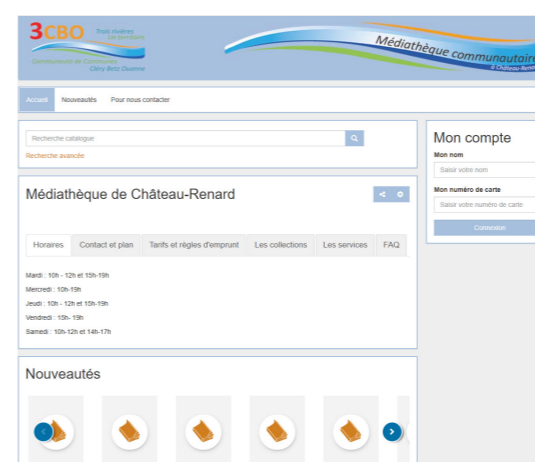 3CBO Trois rivières
un territoire
Communauté de Communes
Cléry Betz Ouanne
Médiathèque communautaire
à Château-Renard
Accueil Nouveautés Pour nous contacter
Recherche catalogue
Recherche avancée
Mon compte
Mon nom
Saisir votre nom
Mon numéro de carte
Saisir votre numéro de carte
Connexion
Médiathèque de Château-Renard
Horaires Contact et plan Tarifs et règles d'emprunt Les collections Les services FAQ
Mardi : 10h - 12h et 15h-19h
Mercredi : 10h-19h
Jeudi : 10h - 12h et 15h-19h
Vendredi : 15h- 19h
Samedi : 10h-12h et 14h-17h
Nouveautés